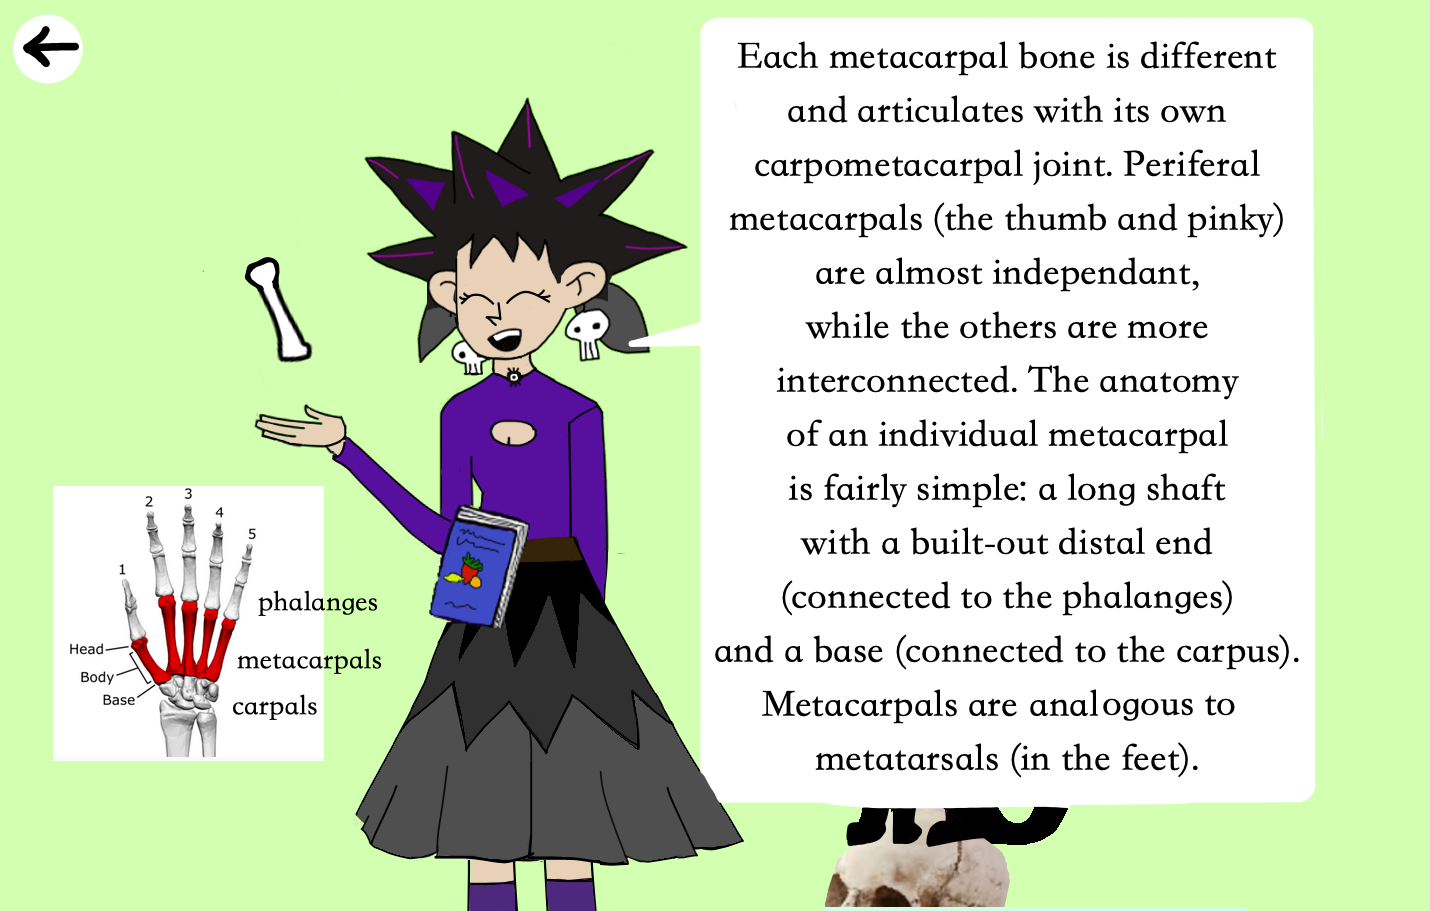 Each metacarpal bone is different
and articulates with its own
carpometacarpal joint. Periferal
metacarpals (the thumb and pinky)
are almost independant,
while the others are more
interconnected. The anatomy
of an individual metacarpal
is fairly simple: a long shaft
with a built-out distal end
(connected to the phalanges)
and a base (connected to the carpus).
Metacarpals are analogous to
metatarsals (in the feet).
1
2
3
4
5
phalanges
Head
metacarpals
Body
Base
carpals